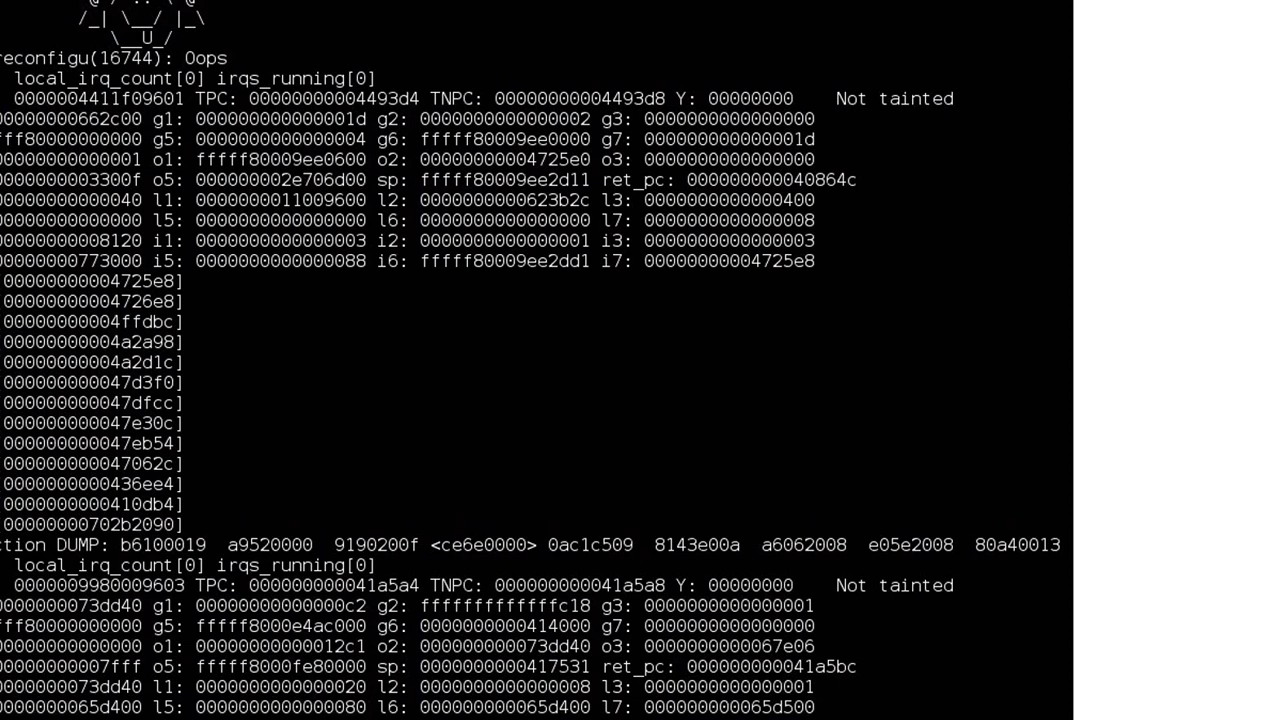 /_| \__/ |_\
\__U_/
reconfigu(16744): Oops
local_irq_count[0] irqs_running[0]
0000004411f09601 TPC: 00000000004493d4 TNPC: 00000000004493d8 Y: 00000000    Not tainted
00000000662c00 g1: 000000000000001d g2: 0000000000000002 g3: 0000000000000000
ff80000000000 g5: 0000000000000004 g6: fffff80009ee0000 g7: 000000000000001d
0000000000001 o1: fffff80009ee0600 o2: 00000000004725e0 o3: 0000000000000000
000000003300f o5: 000000002e706d00 sp: fffff80009ee2d11 ret_pc: 000000000040864c
0000000000040 l1: 0000000011009600 l2: 0000000000623b2c l3: 0000000000000400
0000000000000 l5: 0000000000000000 l6: 0000000000000000 l7: 0000000000000008
0000000008120 i1: 0000000000000003 i2: 0000000000000001 i3: 0000000000000003
0000000773000 i5: 0000000000000088 i6: fffff80009ee2dd1 i7: 00000000004725e8
00000000004725e8]
00000000004726e8]
00000000004ffdbc]
00000000004a2a98]
00000000004a2d1c]
000000000047d3f0]
000000000047dfcc]
000000000047e30c]
000000000047eb54]
000000000047062c]
0000000000436ee4]
0000000000410db4]
00000000702b2090]
ction DUMP: b6100019  a9520000  9190200f <ce6e0000> 0ac1c509  8143e00a  a6062008  e05e2008  80a40013
local_irq_count[0] irqs_running[0]
0000009980009603 TPC: 000000000041a5a4 TNPC: 000000000041a5a8 Y: 00000000    Not tainted
000000073dd40 g1: 00000000000000c2 g2: fffffffffffffc18 g3: 0000000000000001
ff80000000000 g5: fffff8000e4ac000 g6: 0000000000414000 g7: 0000000000000000
0000000000000 o1: 00000000000012c1 o2: 000000000073dd40 o3: 0000000000067e06
0000000007fff o5: fffff8000fe80000 sp: 0000000000417531 ret_pc: 000000000041a5bc
000000073dd40 l1: 0000000000000020 l2: 0000000000000008 l3: 0000000000000001
000000065d400 l5: 0000000000000080 l6: 000000000065d400 l7: 000000000065d500